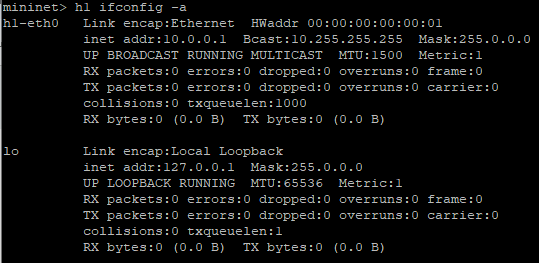 mininet> h1 ifconfig -a
h1-eth0   Link encap:Ethernet  HWaddr 00:00:00:00:00:01
          inet addr:10.0.0.1  Bcast:10.255.255.255  Mask:255.0.0.0
          UP BROADCAST RUNNING MULTICAST  MTU:1500  Metric:1
          RX packets:0 errors:0 dropped:0 overruns:0 frame:0
          TX packets:0 errors:0 dropped:0 overruns:0 carrier:0
          collisions:0 txqueuelen:1000
          RX bytes:0 (0.0 B)  TX bytes:0 (0.0 B)
lo        Link encap:Local Loopback
          inet addr:127.0.0.1  Mask:255.0.0.0
          UP LOOPBACK RUNNING  MTU:65536  Metric:1
          RX packets:0 errors:0 dropped:0 overruns:0 frame:0
          TX packets:0 errors:0 dropped:0 overruns:0 carrier:0
          collisions:0 txqueuelen:1
          RX bytes:0 (0.0 B)  TX bytes:0 (0.0 B)